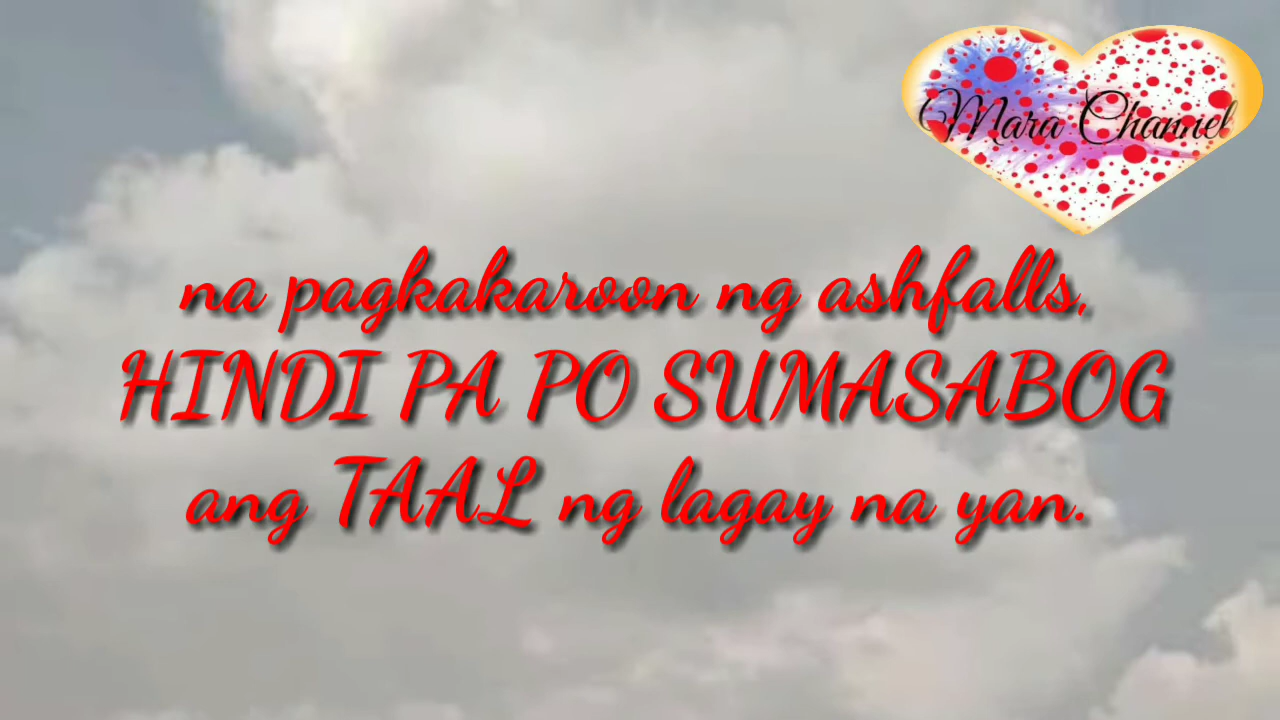 Mara Channel
na pagkakaroon ng ashfalls,
HINDI PA PO SUMASABOG
ang TAAL ng lagay na yan.